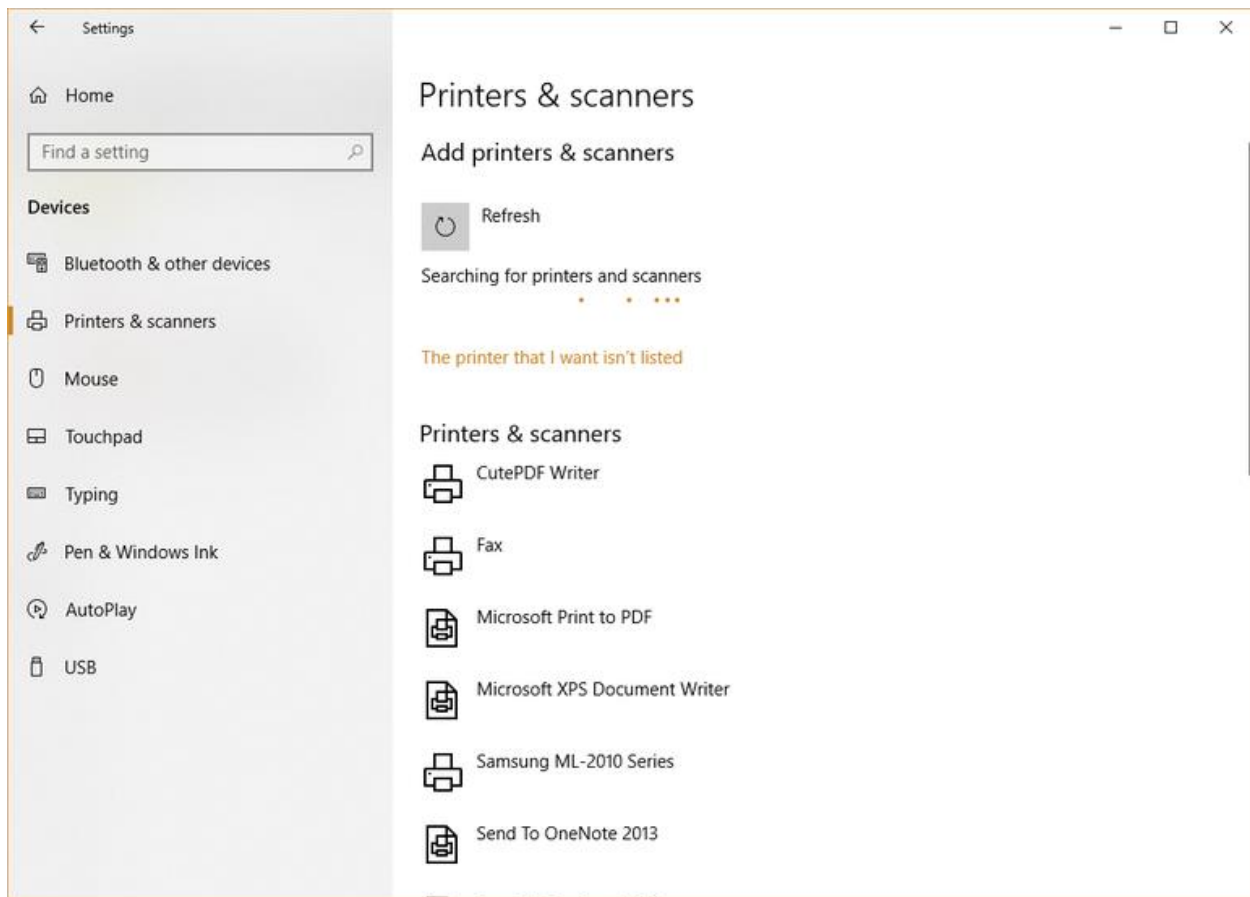 Settings
Home
Find a setting
Devices
Bluetooth & other devices
Printers & scanners
Mouse
Touchpad
Typing
Pen & Windows Ink
AutoPlay
USB
Printers & scanners
Add printers & scanners
Refresh
Searching for printers and scanners
The printer that I want isn't listed
Printers & scanners
CutePDF Writer
Fax
Microsoft Print to PDF
Microsoft XPS Document Writer
Samsung ML-2010 Series
Send To OneNote 2013